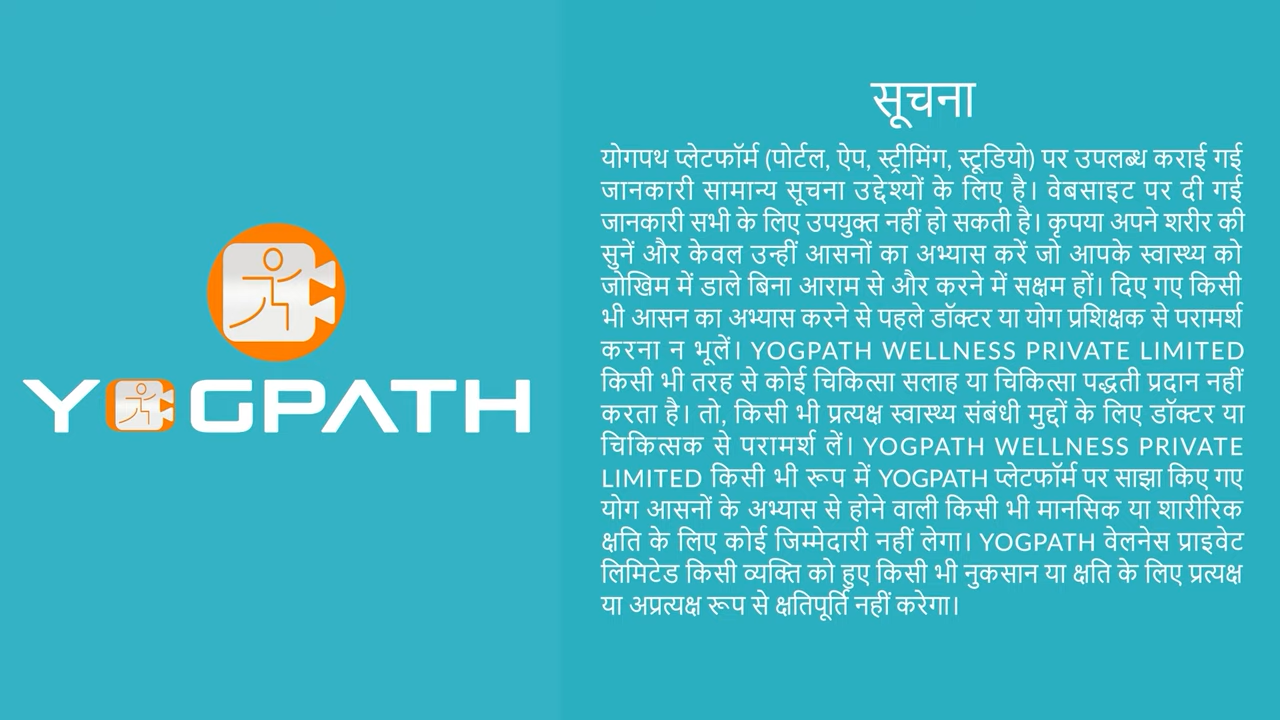 YOGPATH
सूचना
योगपथ प्लेटफॉर्म (पोर्टल, ऐप, स्ट्रीमिंग, स्टूडियो) पर उपलब्ध कराई गई
जानकारी सामान्य सूचना उद्देश्यों के लिए है। वेबसाइट पर दी गई
जानकारी सभी के लिए उपयुक्त नहीं हो सकती है। कृपया अपने शरीर की
सुनें और केवल उन्हीं आसनों का अभ्यास करें जो आपके स्वास्थ्य को
जोखिम में डाले बिना आराम से और करने में सक्षम हों। दिए गए किसी
भी आसन का अभ्यास करने से पहले डॉक्टर या योग प्रशिक्षक से परामर्श
करना न भूलें। YOGPATH WELLNESS PRIVATE LIMITED
किसी भी तरह से कोई चिकित्सा सलाह या चिकित्सा पद्धती प्रदान नहीं
करता है। तो, किसी भी प्रत्यक्ष स्वास्थ्य संबंधी मुद्दों के लिए डॉक्टर या
चिकित्सक से परामर्श लें। YOGPATH WELLNESS PRIVATE
LIMITED किसी भी रूप में YOGPATH प्लेटफॉर्म पर साझा किए गए
योग आसनों के अभ्यास से होने वाली किसी भी मानसिक या शारीरिक
क्षति के लिए कोई जिम्मेदारी नहीं लेगा। YOGPATH वेलनेस प्राइवेट
लिमिटेड किसी व्यक्ति को हुए किसी भी नुकसान या क्षति के लिए प्रत्यक्ष
या अप्रत्यक्ष रूप से क्षतिपूर्ति नहीं करेगा।